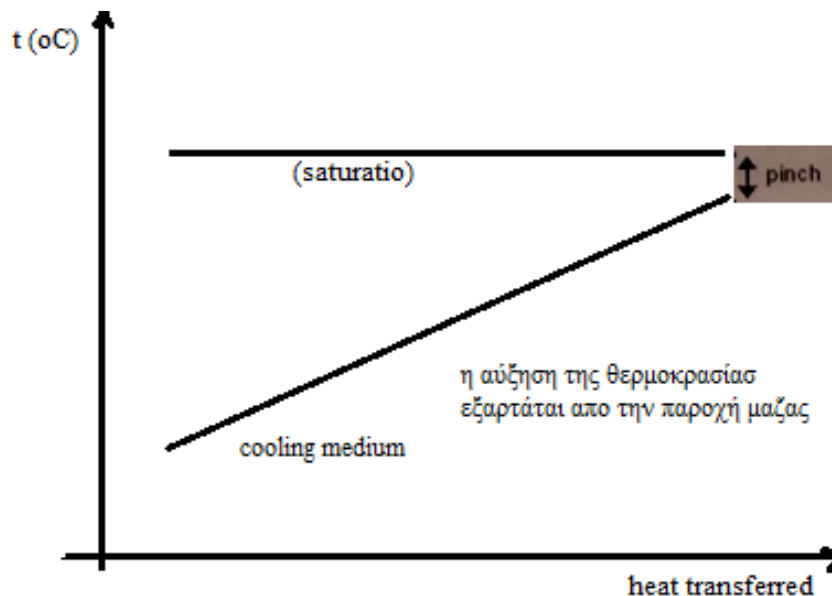 t (oC)
(saturatio)
pinch
η αύξηση της θερμοκρασίασ
εξαρτάται απο την παροχή μαζας
cooling medium
heat transferred